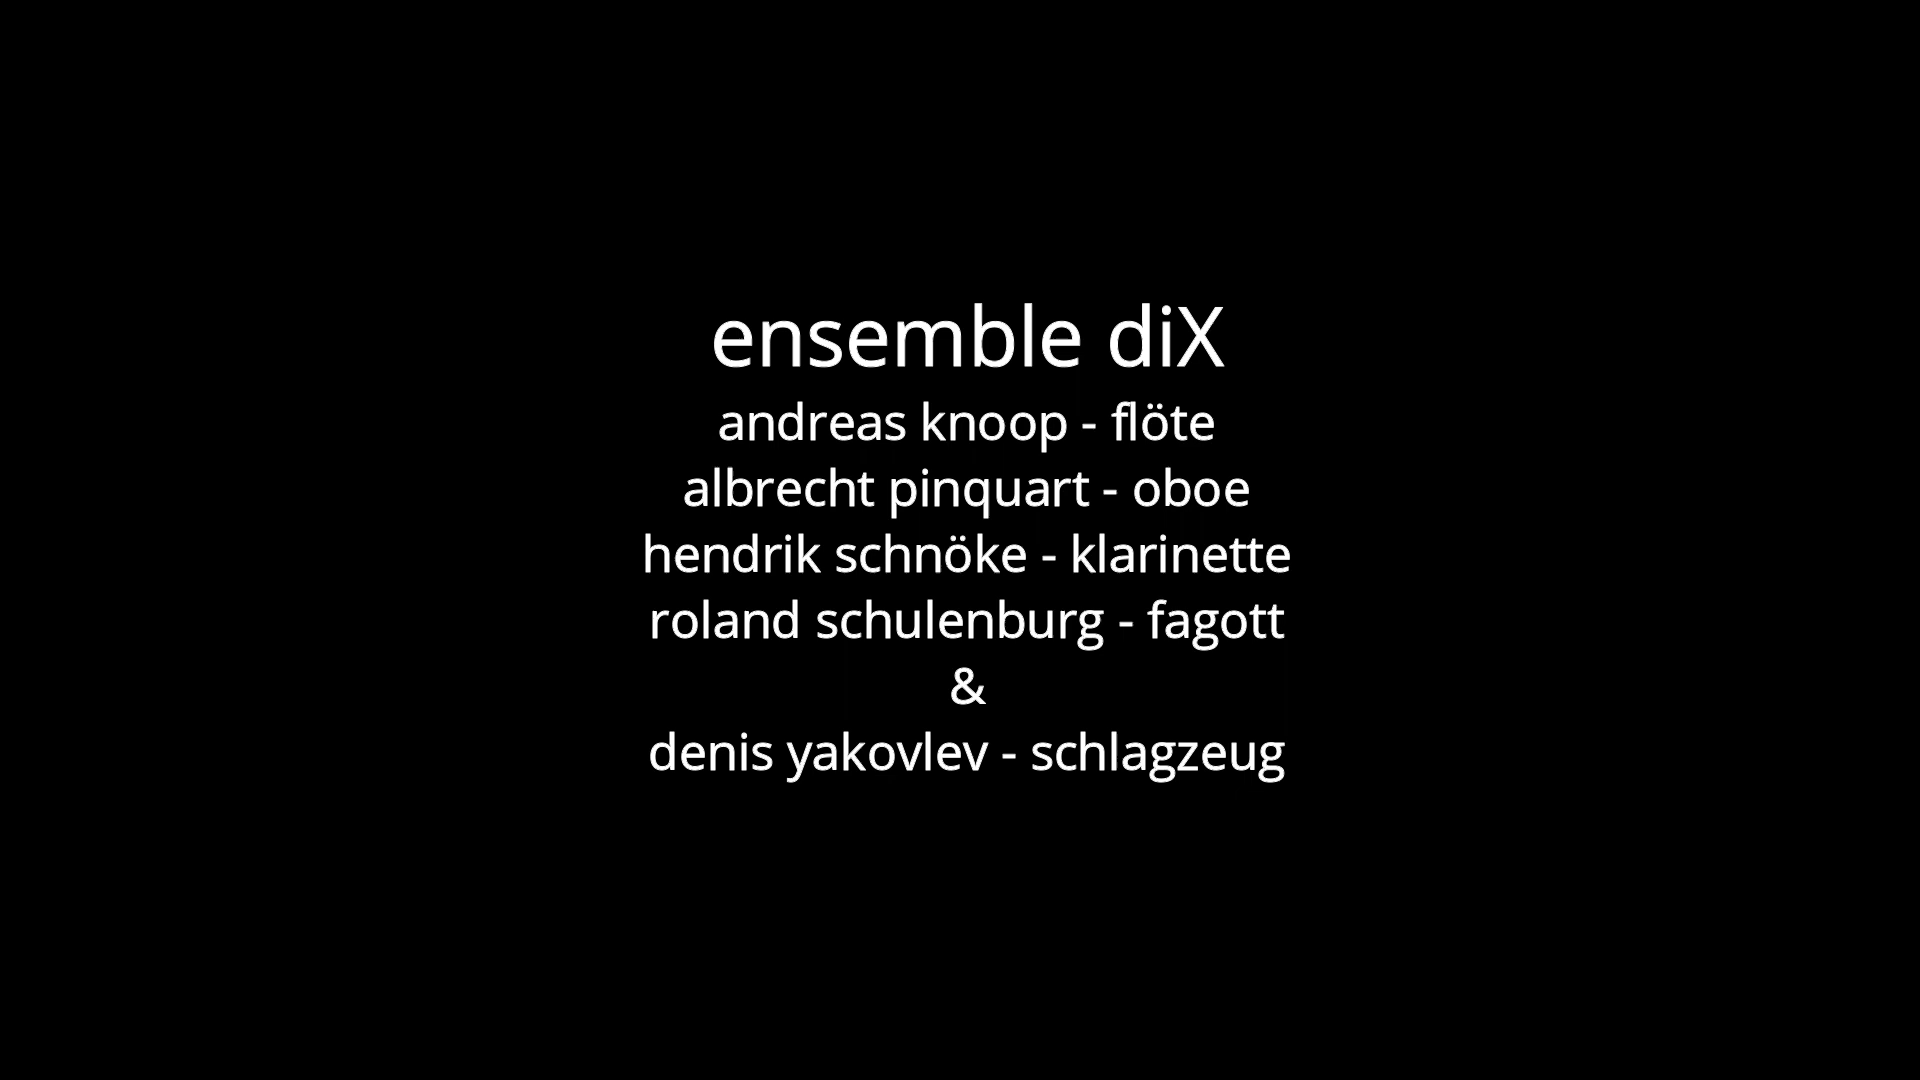 ensemble diX
andreas knoop - flöte
albrecht pinquart - oboe
hendrik schnöke - klarinette
roland schulenburg - fagott
&
denis yakovlev - schlagzeug